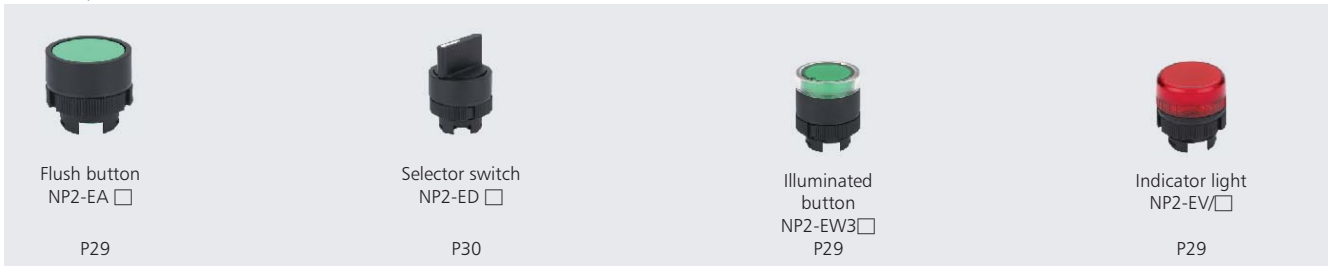 Flush button
NP2-EA □
P29
Selector switch
NP2-ED □
P30
Illuminated
button
NP2-EW3□
P29
Indicator light
NP2-EV/□
P29